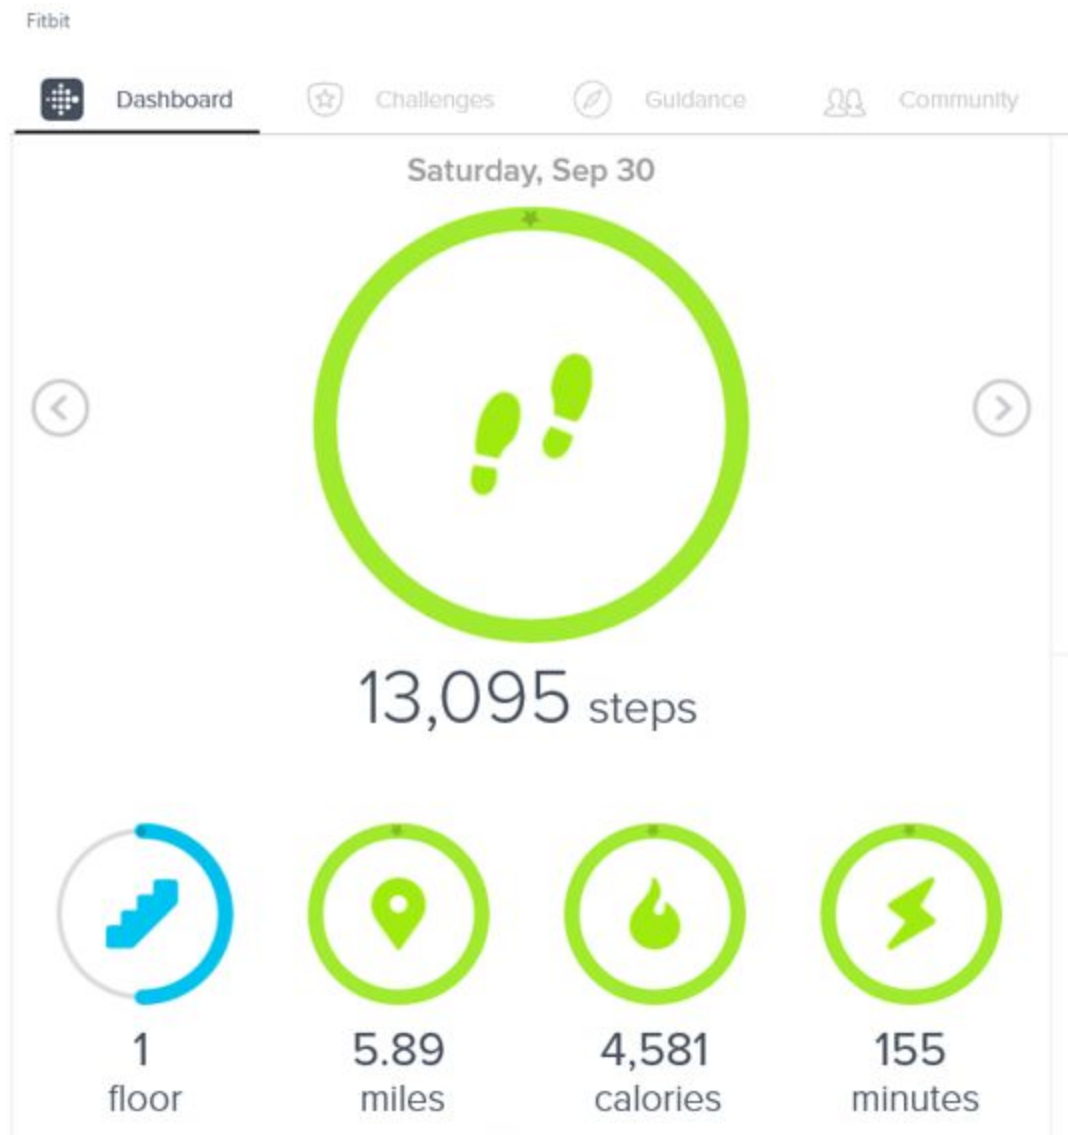 Fitbit
Dashboard Challenges Guidance Community
Saturday, Sep 30
13,095 steps
1 5.89 4,581 155
floor miles calories minutes